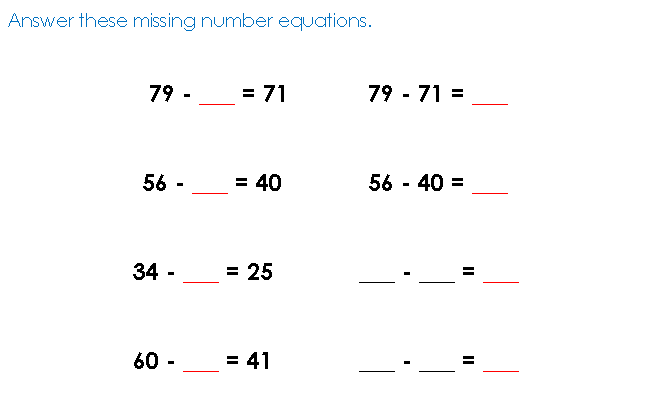 Answer these missing number equations.
79 - ___ = 71 79 - 71 = ___
56 - ___ = 40 56 - 40 = ___
34 - ___ = 25 ___ - ___ = ___
60 - ___ = 41 ___ - ___ = ___